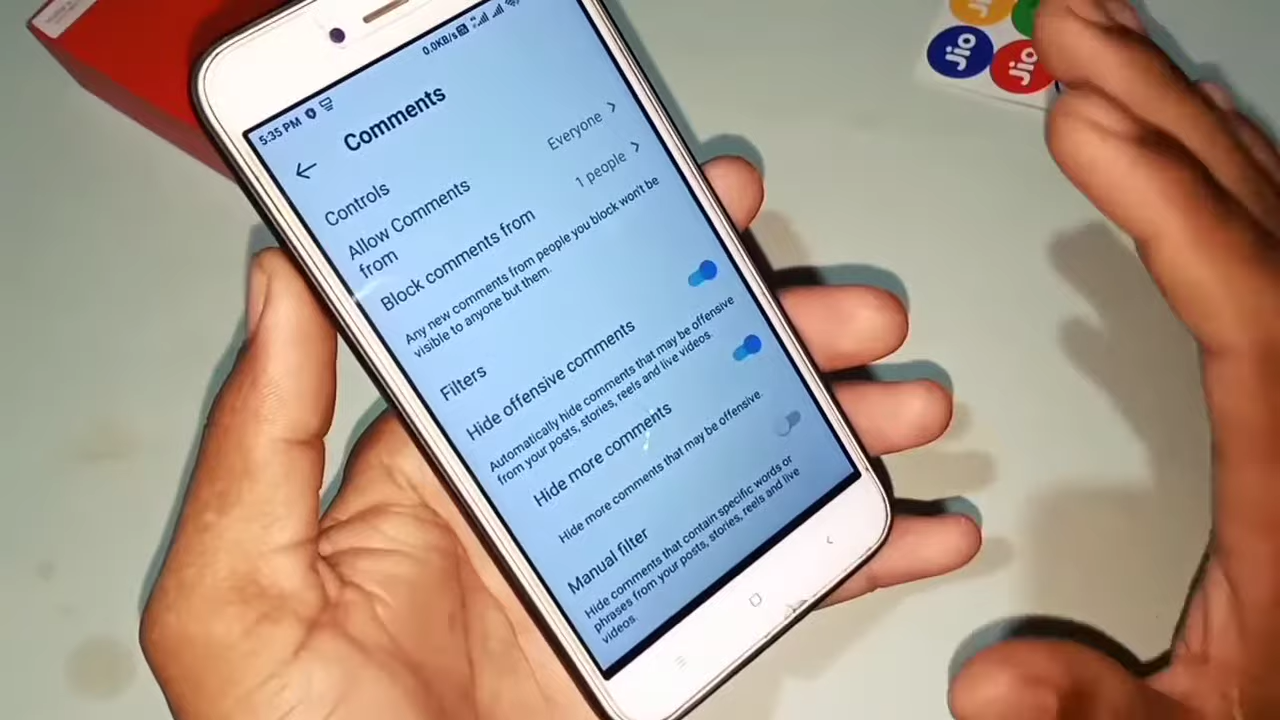 5:35 PM
0.0KB/s
Comments
Controls
Allow Comments
from
Everyone
Block comments from
1 people
Any new comments from people you block won't be
visible to anyone but them.
Filters
Hide offensive comments
Automatically hide comments that may be offensive
from your posts, stories, reels and live videos.
Hide more comments
Hide more comments that may be offensive.
Manual filter
Hide comments that contain specific words or
phrases from your posts, stories, reels and live
videos.
Jio
Jio
Jio